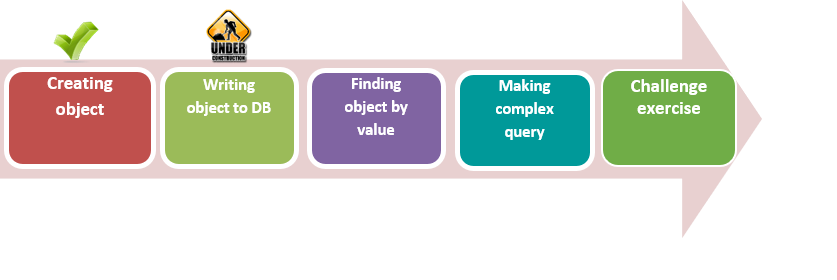 UNDER
CONSTRUCTION
Creating
object
Writing
object to DB
Finding
object by
value
Making
complex
query
Challenge
exercise